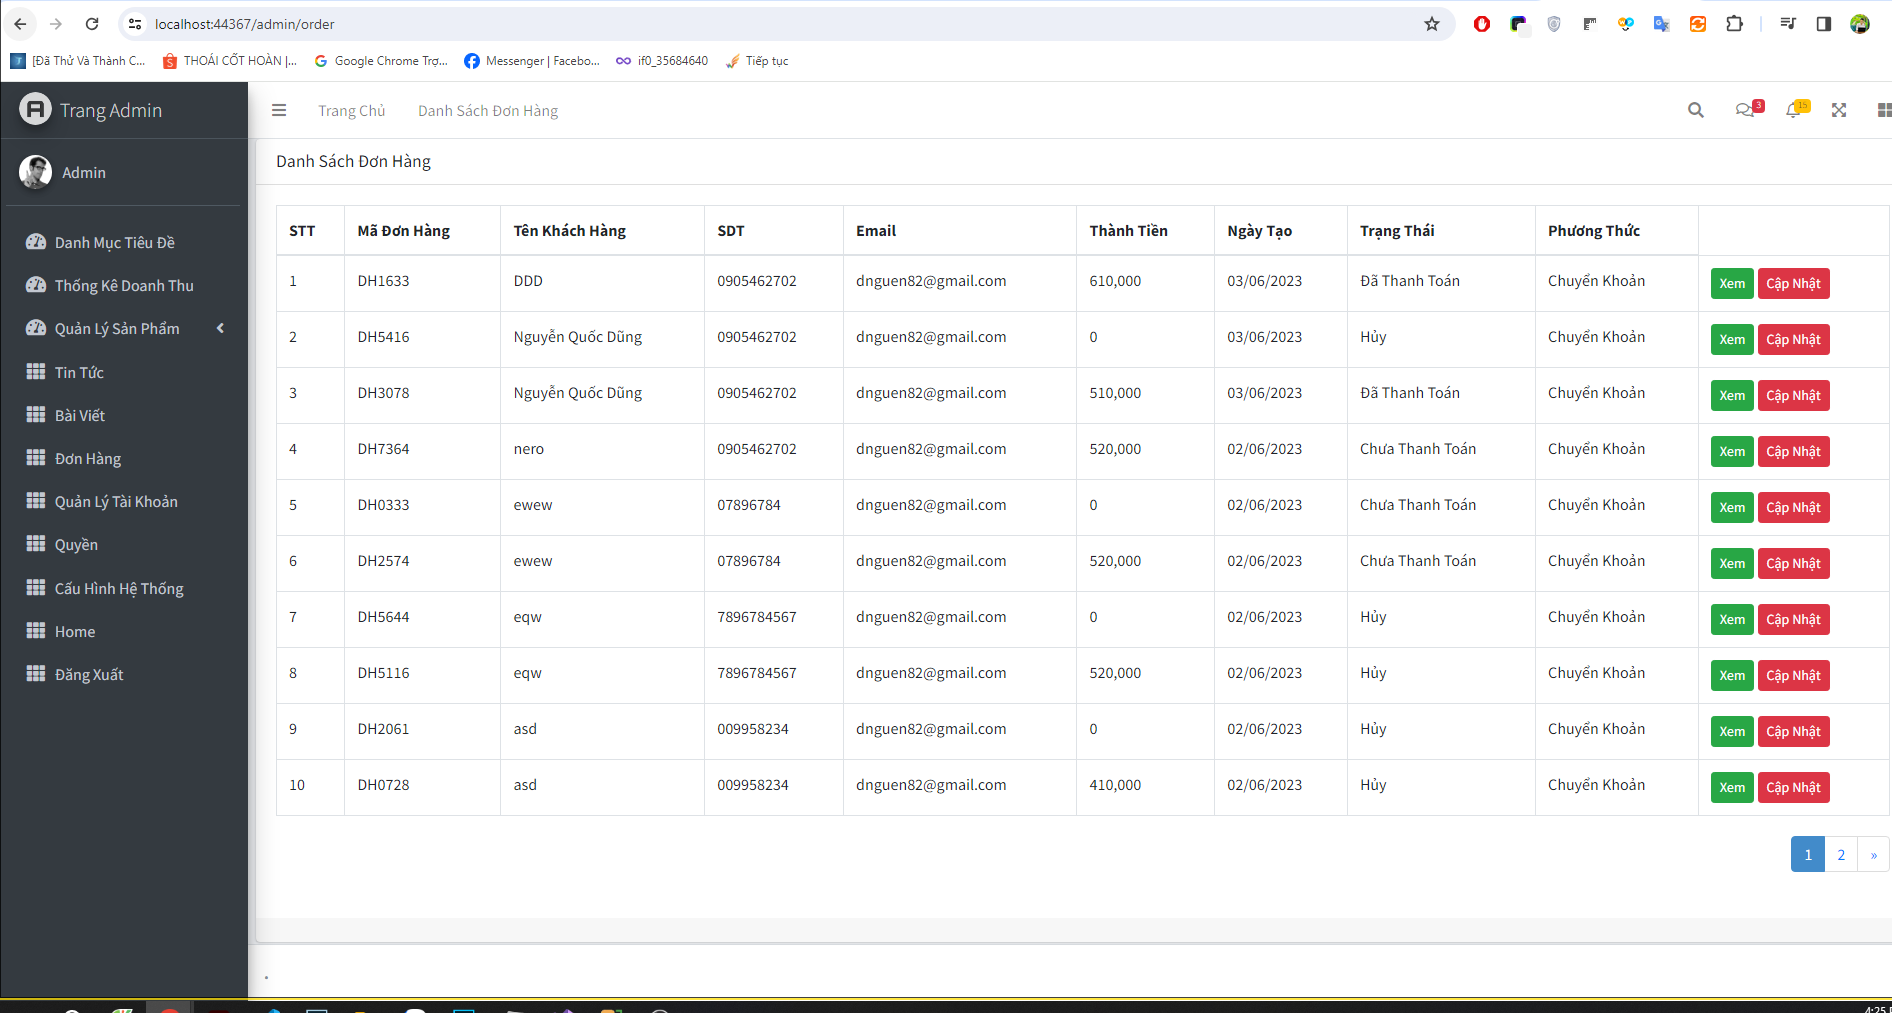 localhost:44367/admin/order
[Đã Thử Và Thành C... THOÁI CỐT HOÀN |... Google Chrome Trợ... Messenger | Facebo... if0_35684640 Tiếp tục
Trang Admin
Trang Chủ Danh Sách Đơn Hàng 3 15
Admin
Danh Mục Tiêu Đề
Thống Kê Doanh Thu
Quản Lý Sản Phẩm
Tin Tức
Bài Viết
Đơn Hàng
Quản Lý Tài Khoản
Quyền
Cấu Hình Hệ Thống
Home
Đăng Xuất
Danh Sách Đơn Hàng
STT Mã Đơn Hàng Tên Khách Hàng SDT Email Thành Tiền Ngày Tạo Trạng Thái Phương Thức
1 DH1633 DDD 0905462702 dnguen82@gmail.com 610,000 03/06/2023 Đã Thanh Toán Chuyển Khoản Xem Cập Nhật
2 DH5416 Nguyễn Quốc Dũng 0905462702 dnguen82@gmail.com 0 03/06/2023 Hủy Chuyển Khoản Xem Cập Nhật
3 DH3078 Nguyễn Quốc Dũng 0905462702 dnguen82@gmail.com 510,000 03/06/2023 Đã Thanh Toán Chuyển Khoản Xem Cập Nhật
4 DH7364 nero 0905462702 dnguen82@gmail.com 520,000 02/06/2023 Chưa Thanh Toán Chuyển Khoản Xem Cập Nhật
5 DH0333 ewew 07896784 dnguen82@gmail.com 0 02/06/2023 Chưa Thanh Toán Chuyển Khoản Xem Cập Nhật
6 DH2574 ewew 07896784 dnguen82@gmail.com 520,000 02/06/2023 Chưa Thanh Toán Chuyển Khoản Xem Cập Nhật
7 DH5644 eqw 7896784567 dnguen82@gmail.com 0 02/06/2023 Hủy Chuyển Khoản Xem Cập Nhật
8 DH5116 eqw 7896784567 dnguen82@gmail.com 520,000 02/06/2023 Hủy Chuyển Khoản Xem Cập Nhật
9 DH2061 asd 009958234 dnguen82@gmail.com 0 02/06/2023 Hủy Chuyển Khoản Xem Cập Nhật
10 DH0728 asd 009958234 dnguen82@gmail.com 410,000 02/06/2023 Hủy Chuyển Khoản Xem Cập Nhật
1 2 »
.